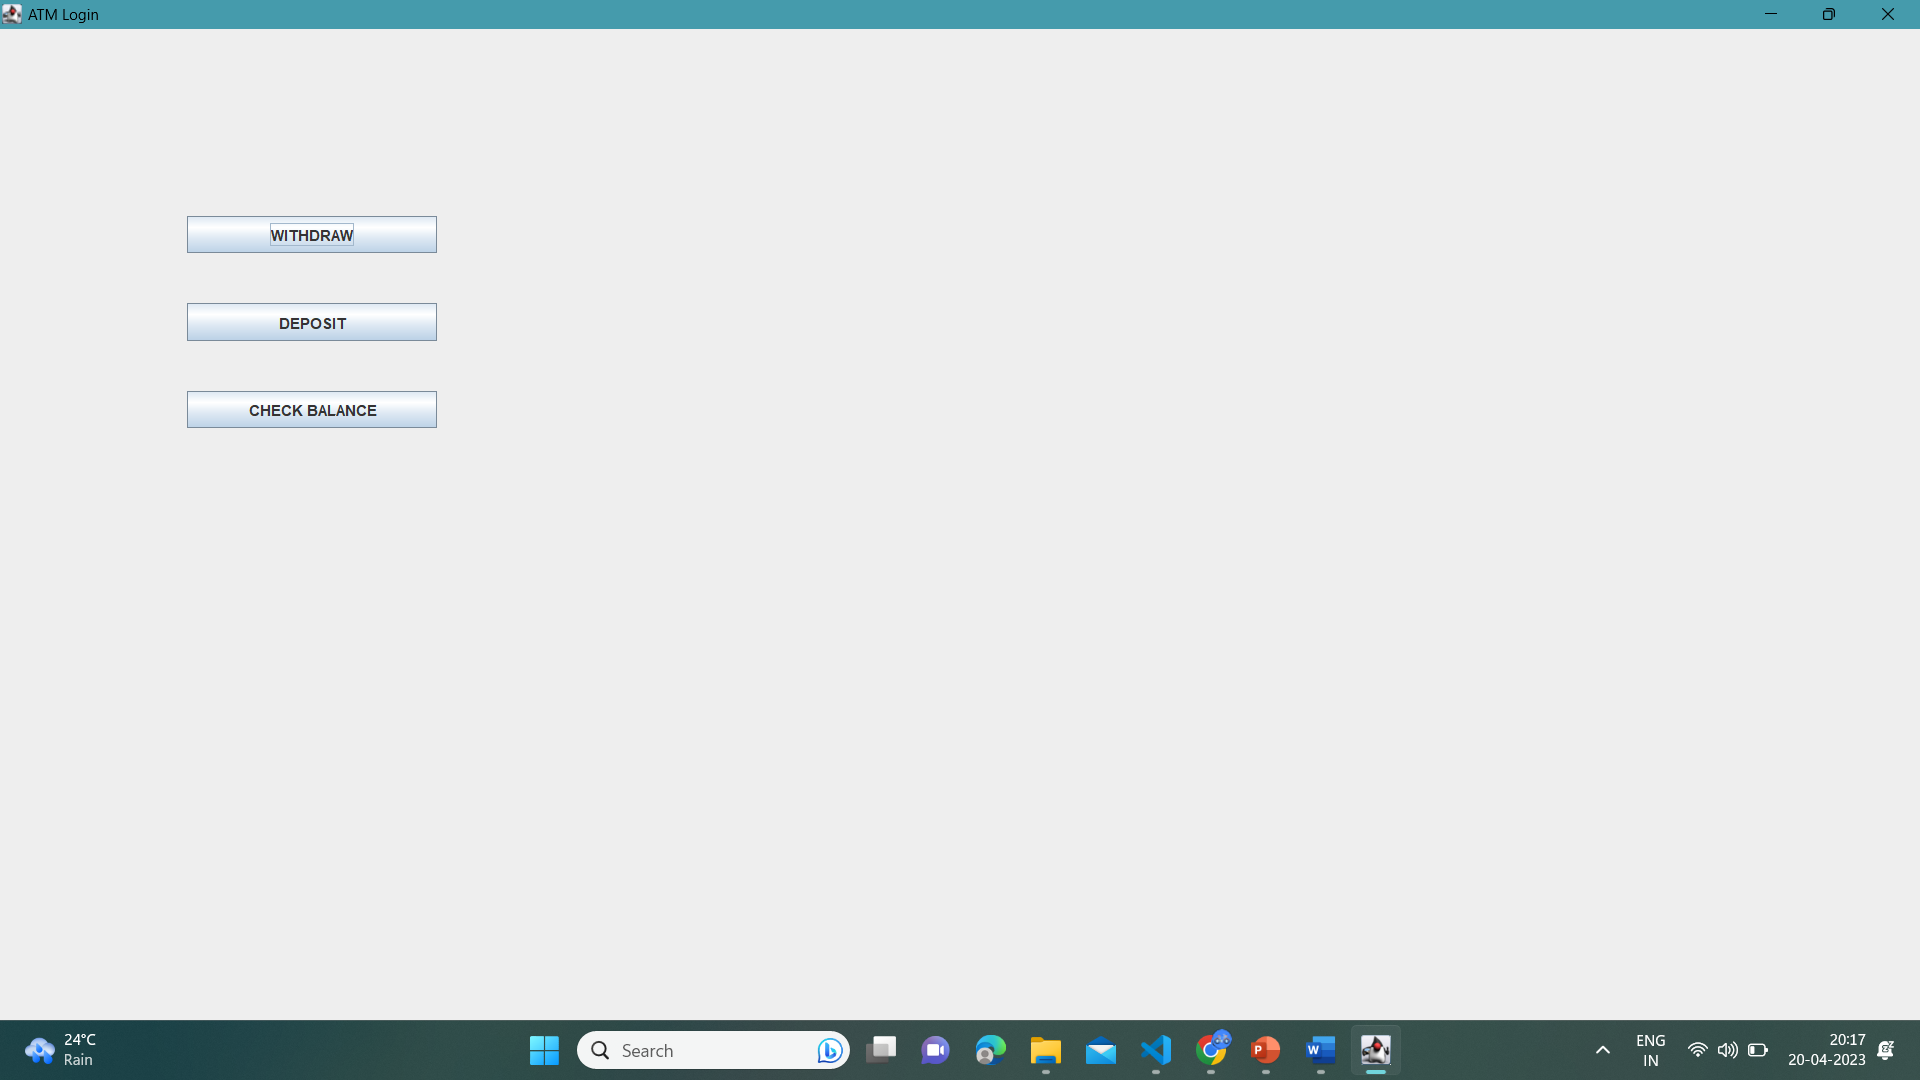 ATM Login
WITHDRAW
DEPOSIT
CHECK BALANCE
24°C
Rain
Search
ENG
IN
20:17
20-04-2023